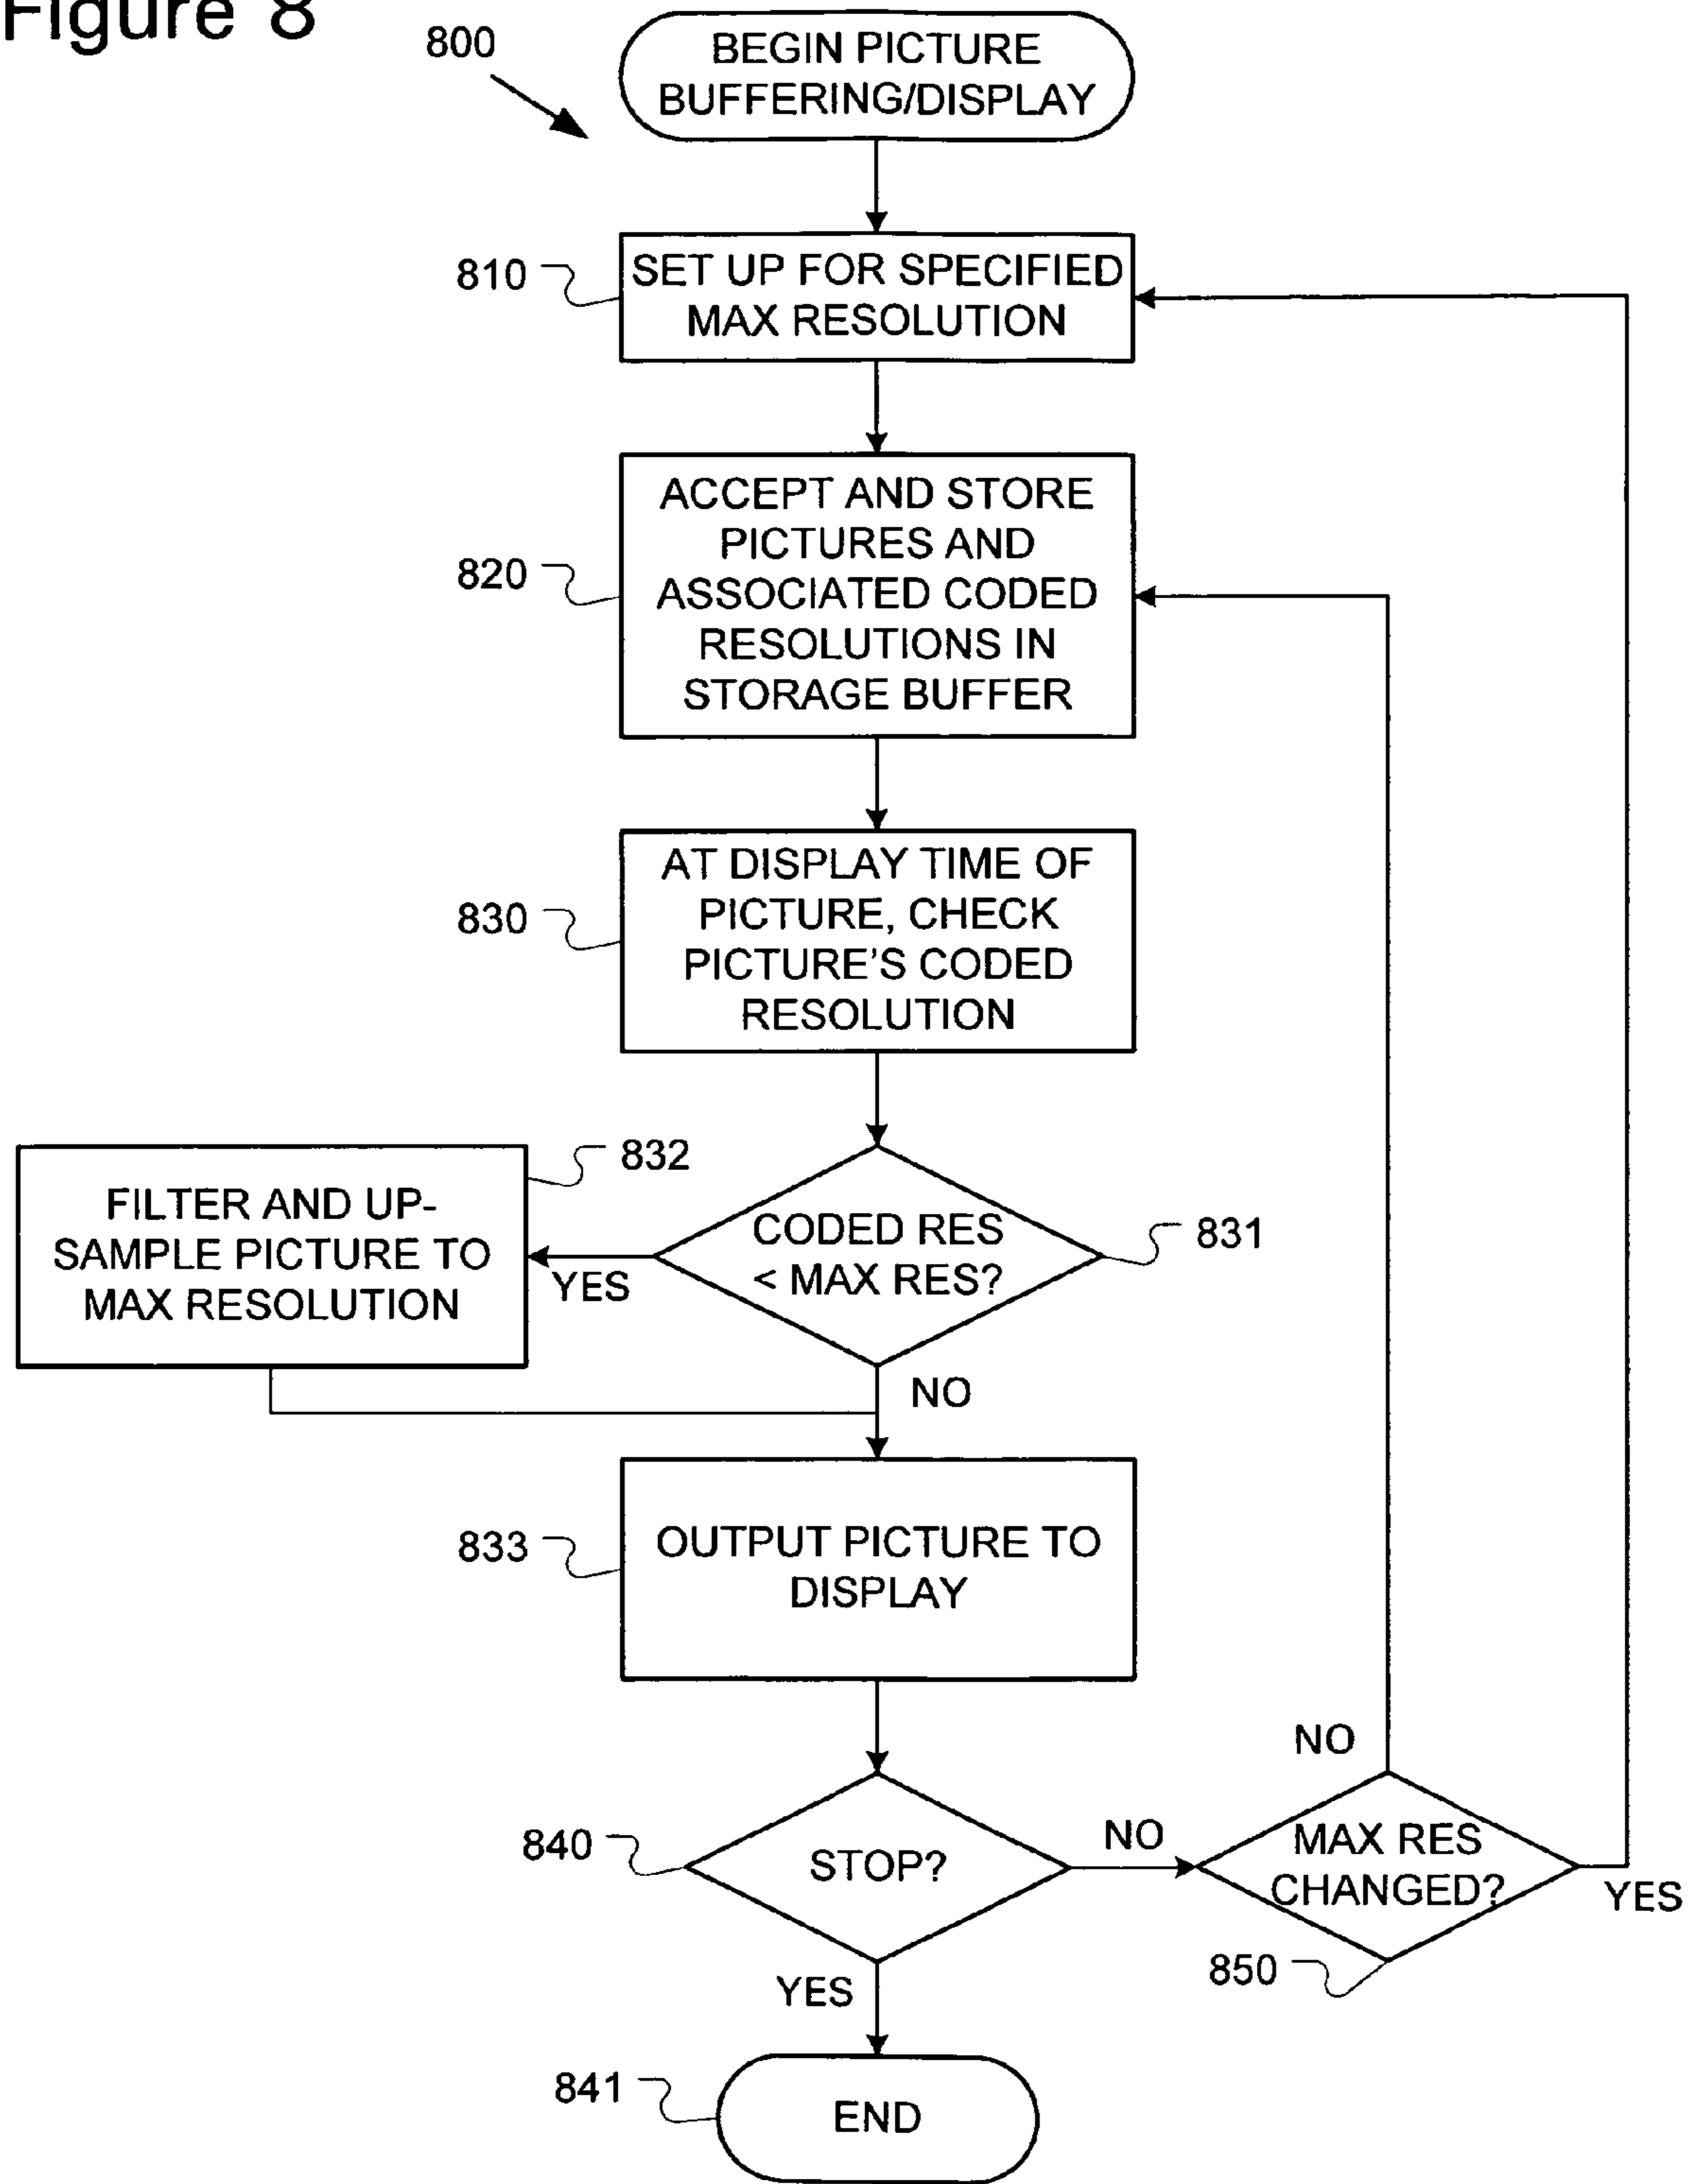 Figure 8
800
BEGIN PICTURE
BUFFERING/DISPLAY
810
SET UP FOR SPECIFIED
MAX RESOLUTION
820
ACCEPT AND STORE
PICTURES AND
ASSOCIATED CODED
RESOLUTIONS IN
STORAGE BUFFER
830
AT DISPLAY TIME OF
PICTURE, CHECK
PICTURE'S CODED
RESOLUTION
831
CODED RES
< MAX RES?
YES
832
FILTER AND UP-
SAMPLE PICTURE TO
MAX RESOLUTION
NO
833
OUTPUT PICTURE TO
DISPLAY
840
STOP?
NO
MAX RES
CHANGED?
850
NO
YES
YES
841
END